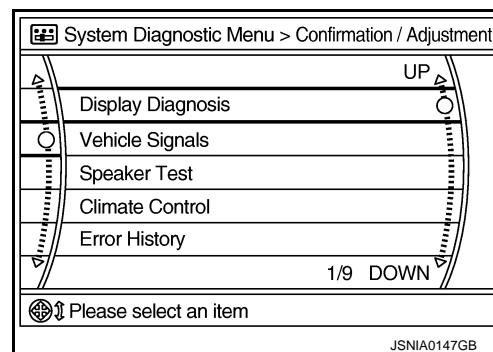 System Diagnostic Menu > Confirmation / Adjustment
UP
Display Diagnosis
Vehicle Signals
Speaker Test
Climate Control
Error History
1/9 DOWN
Please select an item
JSNIA0147GB